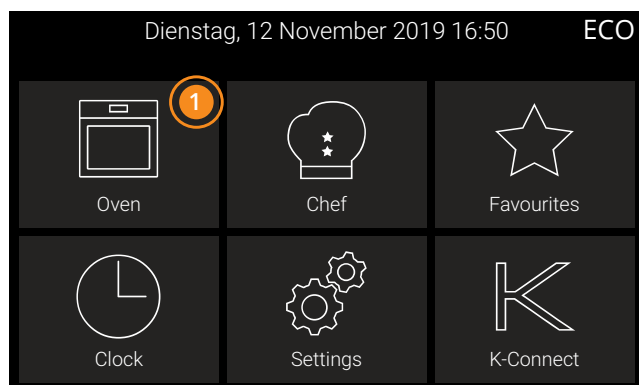 Dienstag, 12 November 2019 16:50 ECO
1
Oven Chef Favourites
Clock Settings K-Connect